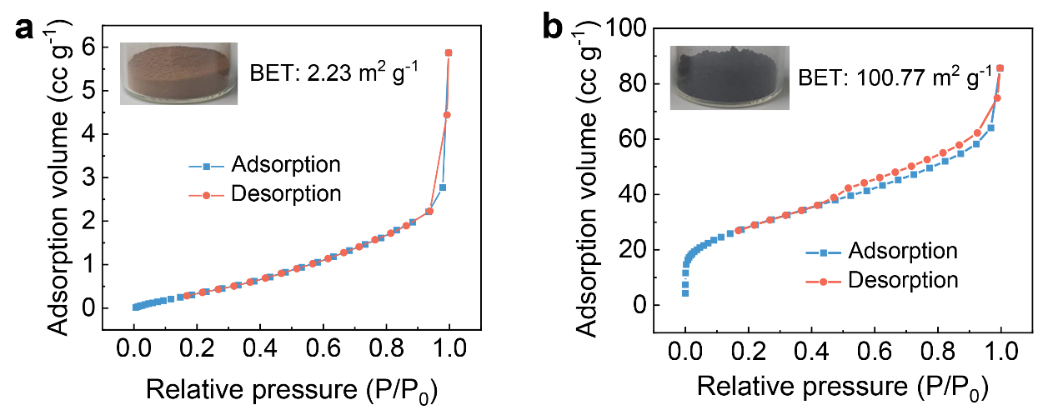 a
Adsorption volume (cc g⁻¹)
6
5
4
3
2
1
0
BET: 2.23 m² g⁻¹
Adsorption
Desorption
0.0 0.2 0.4 0.6 0.8 1.0
Relative pressure (P/P₀)
b
Adsorption volume (cc g⁻¹)
100
80
60
40
20
0
BET: 100.77 m² g⁻¹
Adsorption
Desorption
0.0 0.2 0.4 0.6 0.8 1.0
Relative pressure (P/P₀)